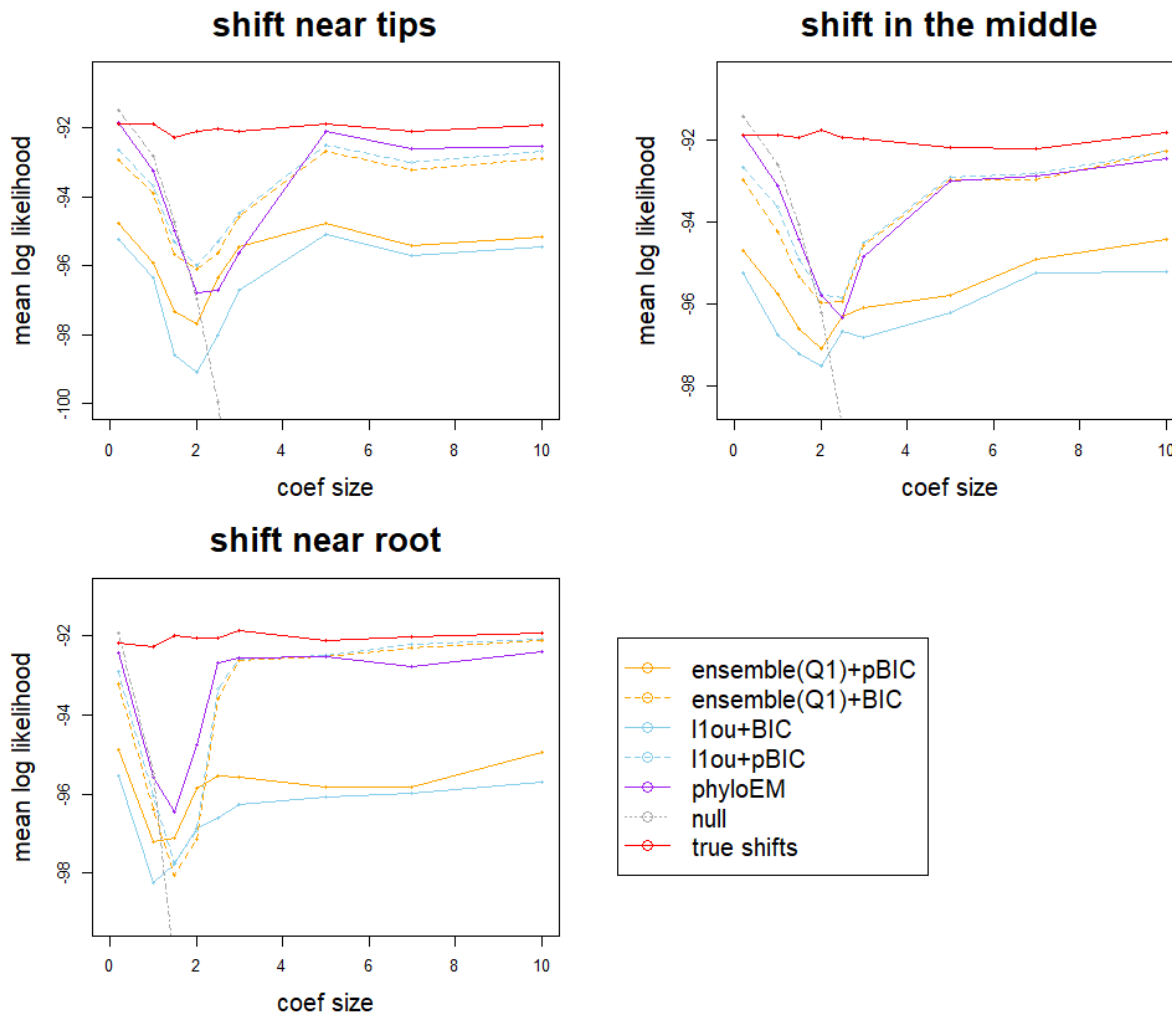 shift near tips
mean log likelihood
-92
-94
-96
-98
-100
0 2 4 6 8 10
coef size
shift in the middle
mean log likelihood
-92
-94
-96
-98
0 2 4 6 8 10
coef size
shift near root
mean log likelihood
-92
-94
-96
-98
0 2 4 6 8 10
coef size
ensemble(Q1)+pBIC
ensemble(Q1)+BIC
l1ou+BIC
l1ou+pBIC
phyloEM
null
true shifts